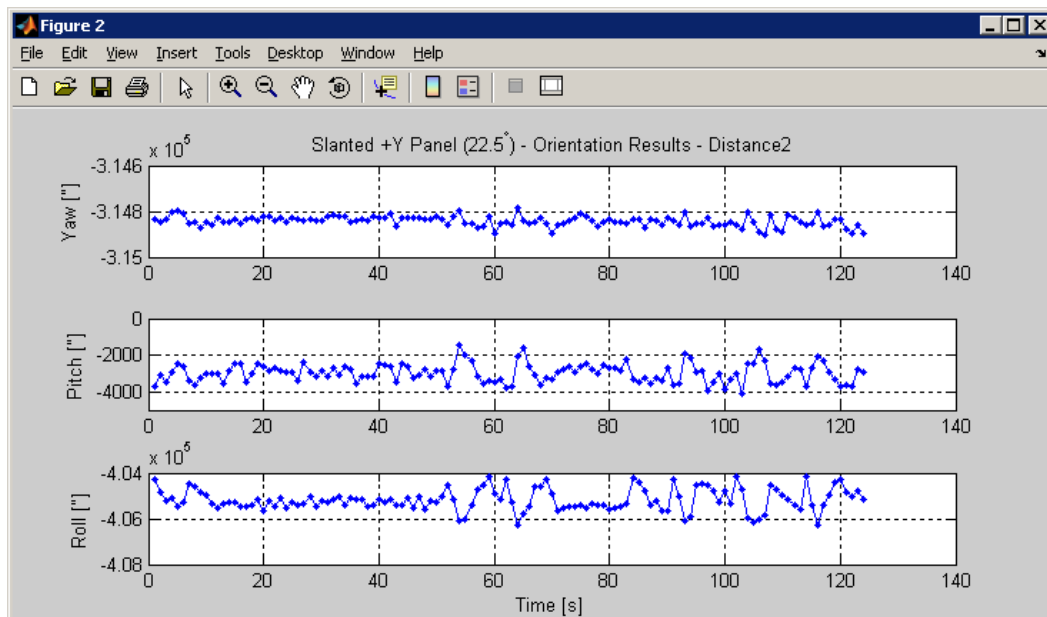 Figure 2
File Edit View Insert Tools Desktop Window Help
Slanted +Y Panel (22.5°) - Orientation Results - Distance2
x 10^5
-3.146
-3.148
-3.15
Yaw ["]
0 20 40 60 80 100 120 140
0
-2000
-4000
Pitch ["]
0 20 40 60 80 100 120 140
x 10^5
-4.04
-4.06
-4.08
Roll ["]
0 20 40 60 80 100 120 140
Time [s]